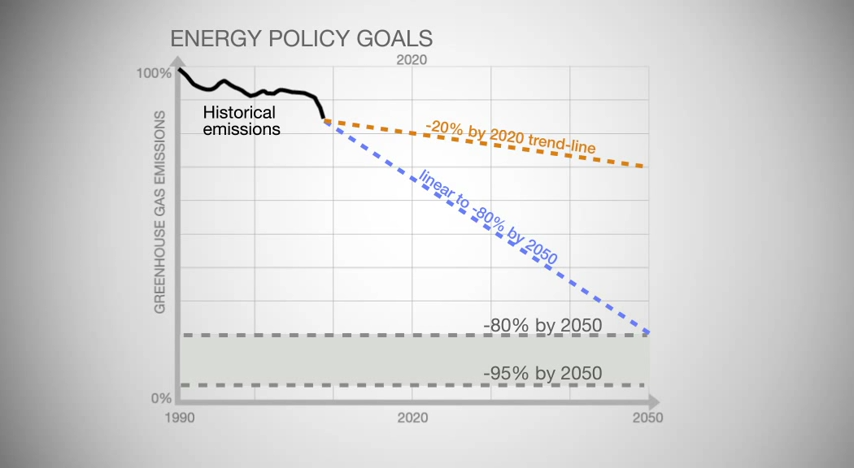 ENERGY POLICY GOALS
2020
100%
Historical
emissions
-20% by 2020 trend-line
linear to -80% by 2050
GREENHOUSE GAS EMISSIONS
-80% by 2050
-95% by 2050
0%
1990
2020
2050